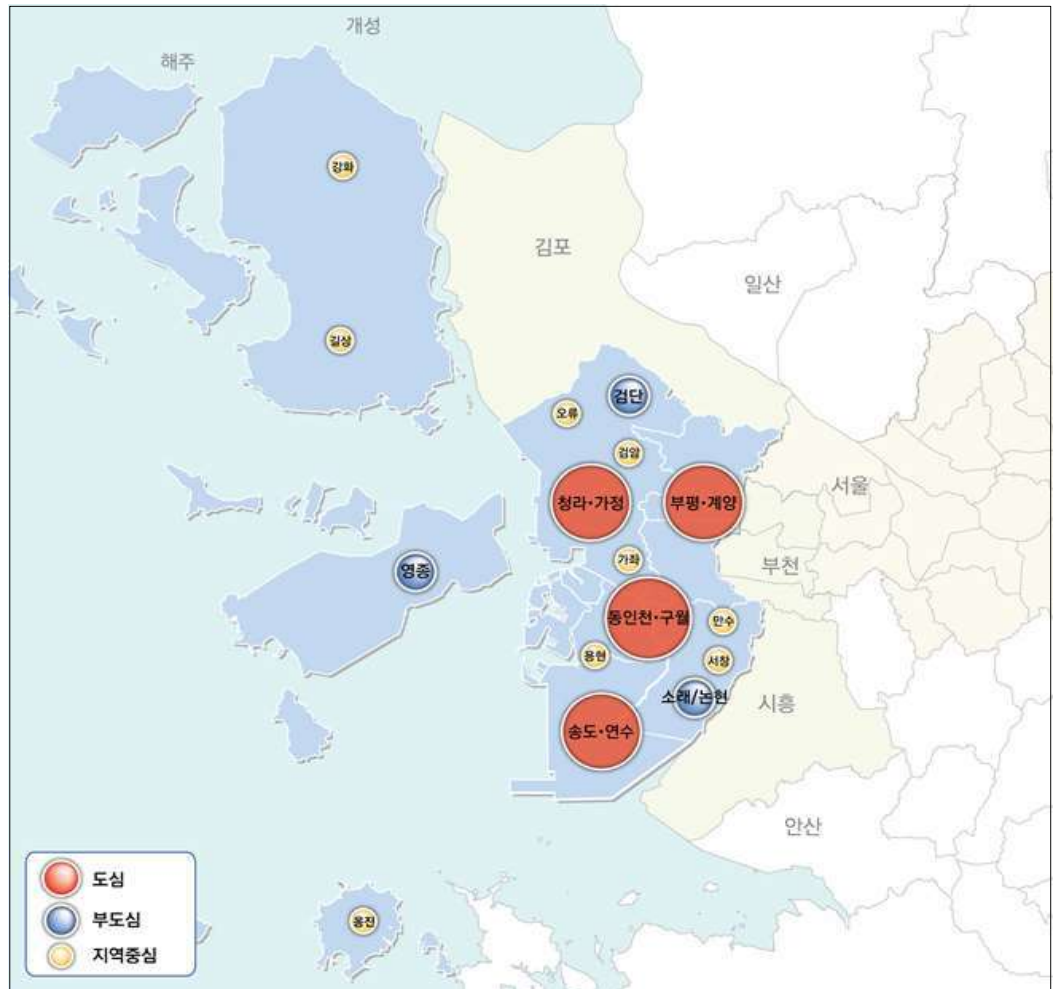 개성
해주
강화
김포
일산
길상
검단
오류
검암
서울
청라·가정
부평·계양
부천
가좌
영종
동인천·구월
만수
용현
서창
소래/논현
시흥
송도·연수
안산
도심
부도심
지역중심
옹진